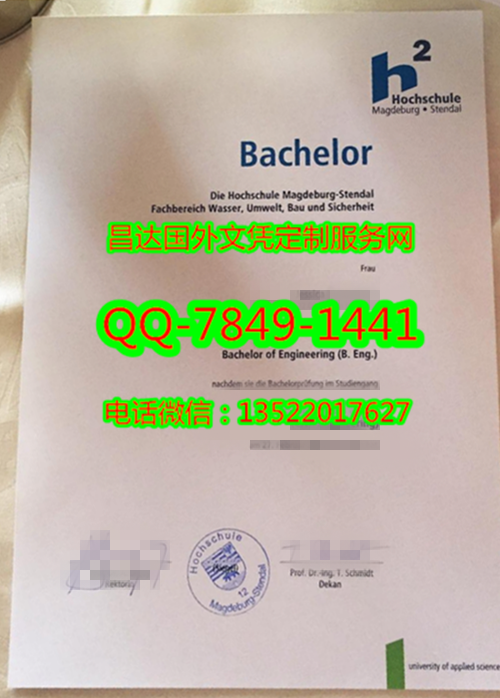 h2
Hochschule
Magdeburg • Stendal
Bachelor
Die Hochschule Magdeburg-Stendal
Fachbereich Wasser, Umwelt, Bau und Sicherheit
昌达国外文凭定制服务网
Frau
QQ-7849-1441
Bachelor of Engineering (B. Eng.)
nachdem sie die Bachelorprüfung im Studiengang
电话微信：13522017627
Hochschule
(Siegel)
12
Magdeburg-Stendal
Prof. Dr.-Ing. T. Schmidt
Dekan
university of applied science